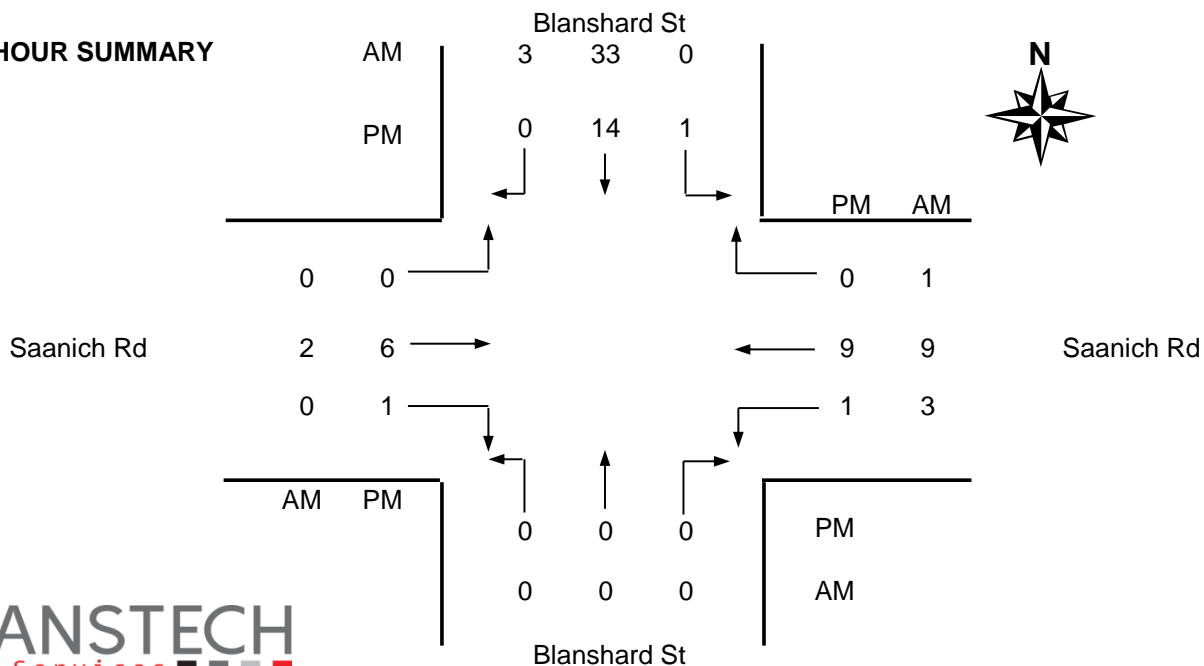 Blanshard St
HOUR SUMMARY AM 3 33 0 N
PM 0 14 1
PM AM
0 0 0 1
Saanich Rd 2 6 9 9 Saanich Rd
0 1 1 3
AM PM
0 0 0 PM
0 0 0 AM
ANSTECH
Services
Blanshard St